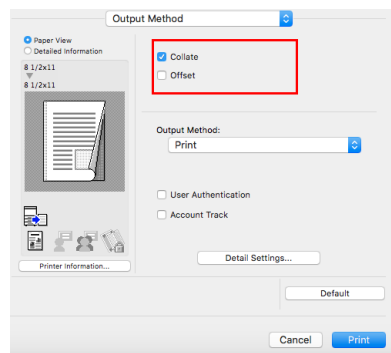 Output Method
Paper View
Detailed Information
8 1/2x11
8 1/2x11
Printer Information...
Collate
Offset
Output Method:
Print
User Authentication
Account Track
Detail Settings...
Default
Cancel
Print